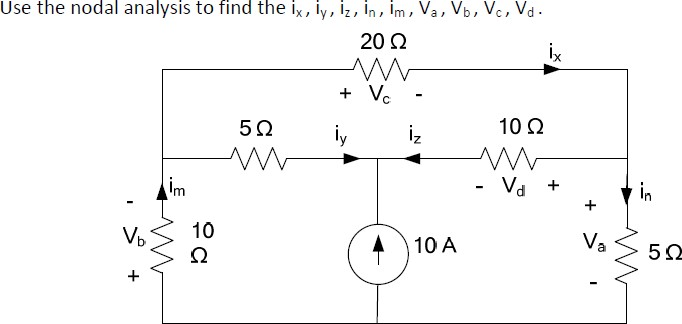 Use the nodal analysis to find the iₓ, iᵧ, i_z, iₙ, iₘ, Vₐ, V_b, V_c, V_d.
20 Ω
iₓ
+ V_c -
5 Ω
iᵧ
i_z
10 Ω
- V_d +
iₘ
iₙ
-
+
V_b
10
Ω
10 A
Vₐ
5 Ω
+
-